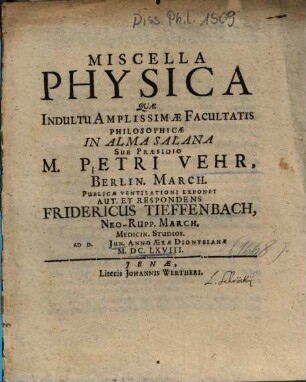 Diss. Phil. 1509
MISCELLA
PHYSICA
QUÆ
INDULTU AMPLISSIMÆ FACULTATIS
PHILOSOPHICÆ
IN ALMA SALANA
SUB PRÆSIDIO
M. PETRI VEHR,
BERLIN. MARCH.
PUBLICÆ VENTILATIONI EXPONET
AUT. ET RESPONDENS
FRIDERICUS TIEFFENBACH,
NEO-RUPP. MARCH.
MEDICIN. STUDIOS.
AD D. JUN. ANNO ÆRÆ DIONYSIANÆ
M. DC. LXVIII.
(1668)
JENÆ,
Literis JOHANNIS WERTHERI.